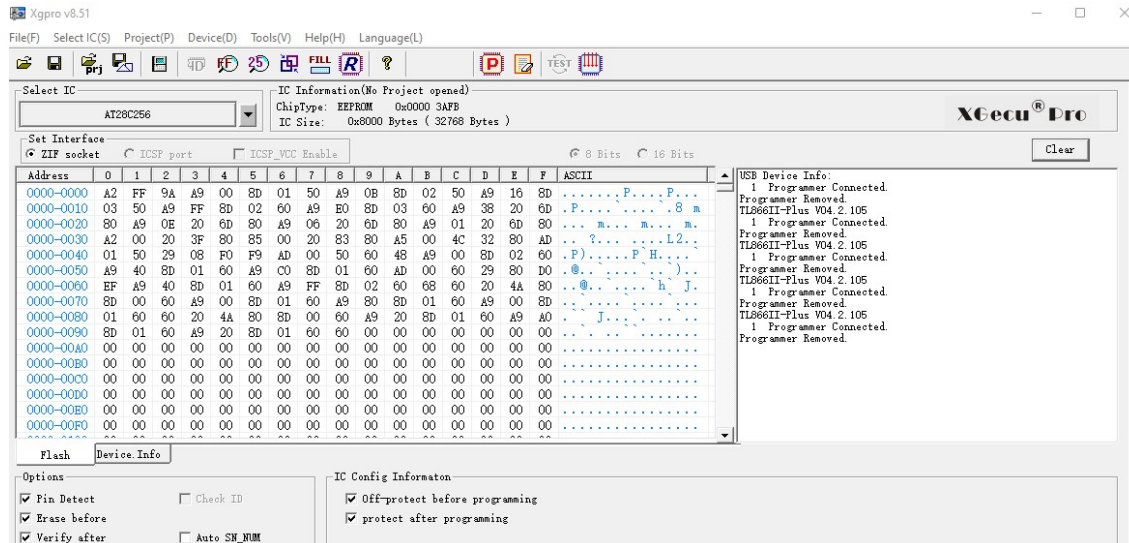 Xgpro v8.51
File(F) Select IC(S) Project(P) Device(D) Tools(V) Help(H) Language(L)
prj FF 25 FILL R ? P TEST
Select IC
AT28C256
IC Information(No Project opened)
ChipType: EEPROM 0x0000 3AFB
IC Size: 0x8000 Bytes ( 32768 Bytes )
XGecu® Pro
Set Interface
ZIF socket ICSP port ICSP_VCC Enable 8 Bits 16 Bits Clear
Address 0 1 2 3 4 5 6 7 8 9 A B C D E F ASCII
0000-0000 A2 FF 9A A9 00 8D 01 50 A9 0B 8D 02 50 A9 16 8D .......P....P...
0000-0010 03 50 A9 FF 8D 02 60 A9 E0 8D 03 60 A9 38 20 6D .P....`....`.8 m
0000-0020 80 A9 0E 20 6D 80 A9 06 20 6D 80 A9 01 20 6D 80 ... m... m... m.
0000-0030 A2 00 20 3F 80 85 00 20 83 80 A5 00 4C 32 80 AD .. ?... ....L2..
0000-0040 01 50 29 08 F0 F9 AD 00 50 60 48 A9 00 8D 02 60 .P).....P`H....`
0000-0050 A9 40 8D 01 60 A9 C0 8D 01 60 AD 00 60 29 80 D0 .@..`....`..`)..
0000-0060 EF A9 40 8D 01 60 A9 FF 8D 02 60 68 60 20 4A 80 ..@..`....`h` J.
0000-0070 8D 00 60 A9 00 8D 01 60 A9 80 8D 01 60 A9 00 8D ..`....`....`...
0000-0080 01 60 60 20 4A 80 8D 00 60 A9 20 8D 01 60 A9 A0 .`` J...`. ..`..
0000-0090 8D 01 60 A9 20 8D 01 60 60 00 00 00 00 00 00 00 ..`. ..``.......
0000-00A0 00 00 00 00 00 00 00 00 00 00 00 00 00 00 00 00 ................
0000-00B0 00 00 00 00 00 00 00 00 00 00 00 00 00 00 00 00 ................
0000-00C0 00 00 00 00 00 00 00 00 00 00 00 00 00 00 00 00 ................
0000-00D0 00 00 00 00 00 00 00 00 00 00 00 00 00 00 00 00 ................
0000-00E0 00 00 00 00 00 00 00 00 00 00 00 00 00 00 00 00 ................
0000-00F0 00 00 00 00 00 00 00 00 00 00 00 00 00 00 00 00 ................
USB Device Info:
1 Programmer Connected.
Programmer Removed.
TL866II-Plus V04.2.105
1 Programmer Connected.
Programmer Removed.
TL866II-Plus V04.2.105
1 Programmer Connected.
Programmer Removed.
TL866II-Plus V04.2.105
1 Programmer Connected.
Programmer Removed.
TL866II-Plus V04.2.105
1 Programmer Connected.
Programmer Removed.
Flash Device.Info
Options
Pin Detect Check ID
Erase before
Verify after Auto SN_NUM
IC Config Informaton
Off-protect before programming
protect after programming